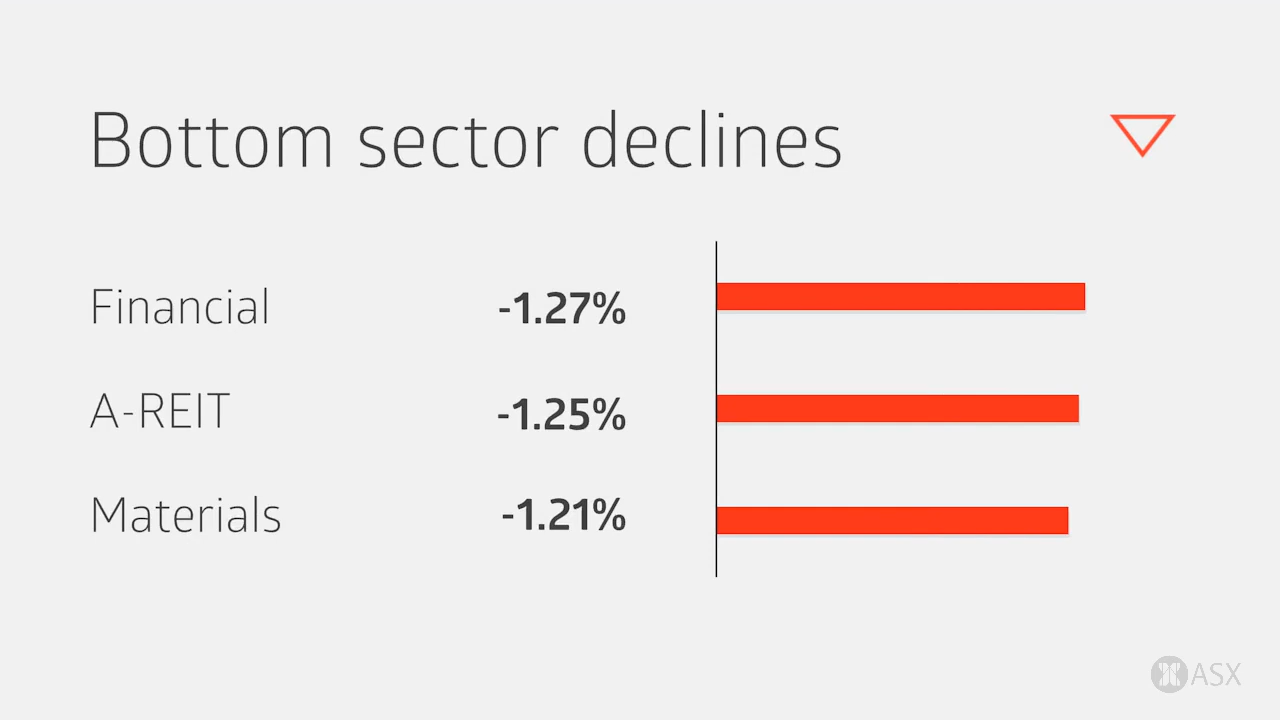 Bottom sector declines
Financial -1.27%
A-REIT -1.25%
Materials -1.21%
ASX